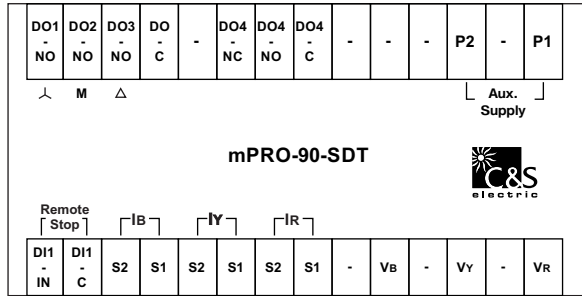 DO1 DO2 DO3 DO - DO4 DO4 DO4 - - - P2 - P1
- - - - - - -
NO NO NO C NC NO C
M △
Aux.
Supply
mPRO-90-SDT
C&S
electric
Remote
Stop IB IY IR
DI1 DI1 S2 S1 S2 S1 S2 S1 - VB - VY - VR
- -
IN C